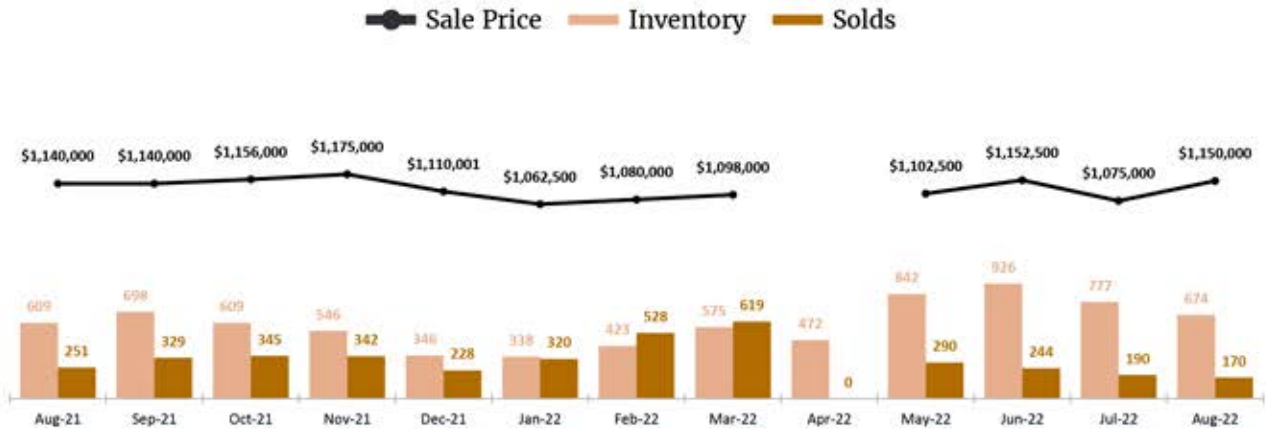 Sale Price Inventory Solds
$1,140,000 $1,140,000 $1,156,000 $1,175,000 $1,110,001 $1,062,500 $1,080,000 $1,098,000 $1,102,500 $1,152,500 $1,075,000 $1,150,000
609 251 698 329 609 345 546 342 346 228 338 320 423 528 575 619 472 0 842 290 926 244 777 190 674 170
Aug-21 Sep-21 Oct-21 Nov-21 Dec-21 Jan-22 Feb-22 Mar-22 Apr-22 May-22 Jun-22 Jul-22 Aug-22